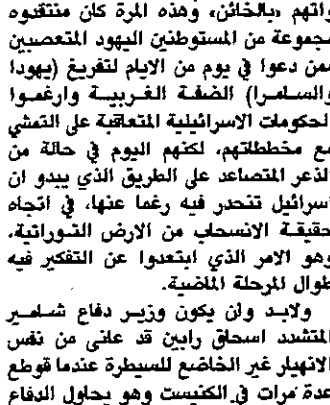 واتهم «بالخائن، وهذه المرة كان منتقدوه
مجموعة من المستوطنين اليهود المتعصبين
ممن دعوا في يوم من الايام لتفريغ (يهودا
والسامرا) الضفة الغربية وارغموا
الحكومات الاسرائيلية المتعاقبة على التمشي
مع مخططاتهم، لكنهم اليوم في حالة من
الذعر المتصاعد على الطريق الذي يبدو ان
اسرائيل تنحدر فيه رغما عنها، في اتجاه
حقيقة الانسحاب من الارض التوراتية،
وهو الامر الذي ابتعدوا عن التفكير فيه
طوال المرحلة الماضية.
ولابد وان يكون وزير دفاع شامير
المتشدد اسحاق رابين قد عانى من نفس
الانهيار غير الخاضع للسيطرة عندما قوطع
عدة مرات في الكنيست وهو يحاول الدفاع